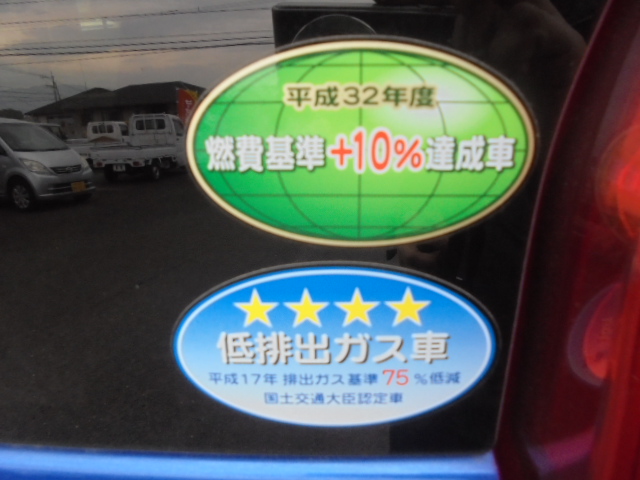 平成32年度
燃費基準+10%達成車
低排出ガス車
平成17年 排出ガス基準75%低減
国土交通大臣認定車